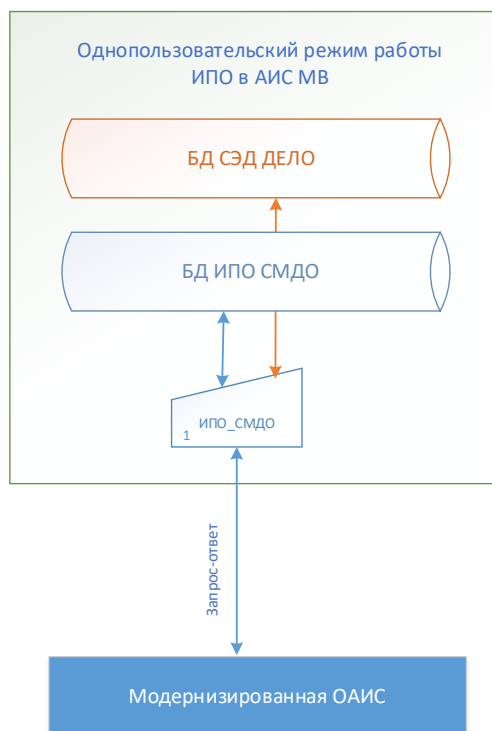 Однопользовательский режим работы
ИПО в АИС МВ
БД СЭД ДЕЛО
БД ИПО СМДО
ИПО_СМДО
1
Запрос-ответ
Модернизированная ОАИС